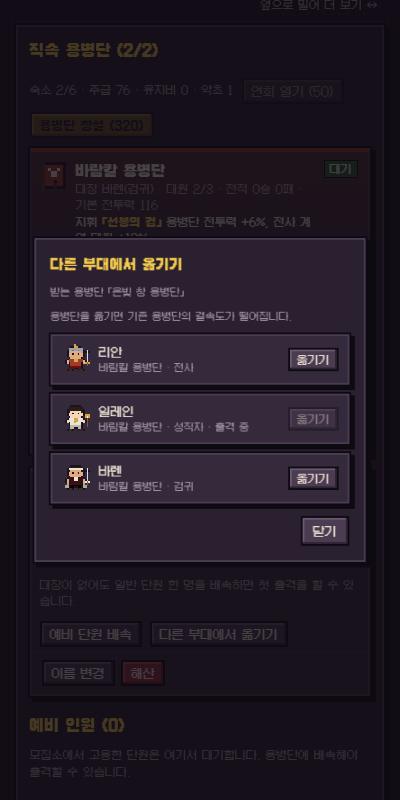 옆으로 밀어 더 보기 ↔
직속 용병단 (2/2)
숙소 2/6 · 주급 76 · 유지비 0 · 약초 1 연회 열기 (50)
용병단 창설 (320)
바람칼 용병단 대기
대장 바렌(검귀) · 대원 2/3 · 전적 0승 0패 ·
기본 전투력 116
지휘 「선봉의 검」 용병단 전투력 +6%, 전사 계
다른 부대에서 옮기기
받는 용병단 「은빛 창 용병단」
용병단을 옮기면 기존 용병단의 결속도가 떨어집니다.
리안 옮기기
바람칼 용병단 · 전사
일레인 옮기기
바람칼 용병단 · 성직자 · 출격 중
바렌 옮기기
바람칼 용병단 · 검귀
닫기
대장이 없어도 일반 단원 한 명을 배속하면 첫 출격를 할 수 있
습니다.
예비 단원 배속 다른 부대에서 옮기기
이름 변경 해산
예비 인원 (0)
모집소에서 고용한 단원은 여기서 대기합니다. 용병단에 배속해야
출격할 수 있습니다.